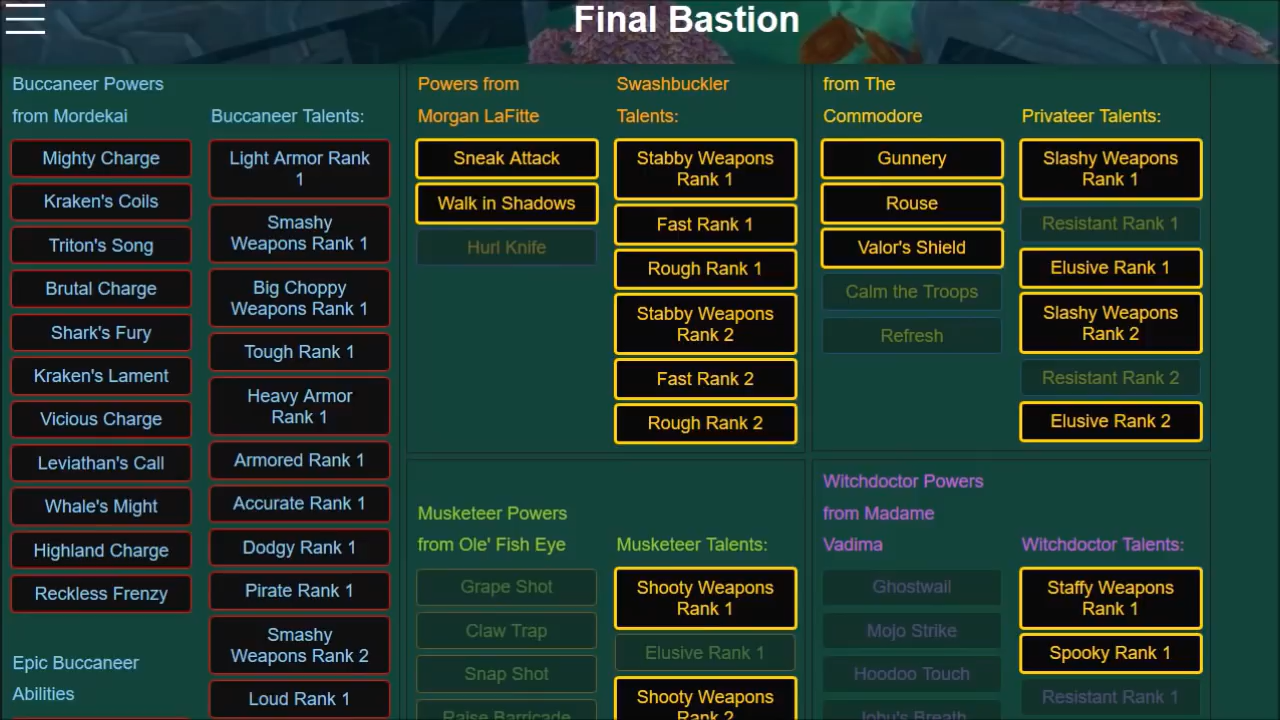 Final Bastion
Buccaneer Powers
from Mordekai
Mighty Charge
Kraken's Coils
Triton's Song
Brutal Charge
Shark's Fury
Kraken's Lament
Vicious Charge
Leviathan's Call
Whale's Might
Highland Charge
Reckless Frenzy
Epic Buccaneer
Abilities
Buccaneer Talents:
Light Armor Rank
1
Smashy
Weapons Rank 1
Big Choppy
Weapons Rank 1
Tough Rank 1
Heavy Armor
Rank 1
Armored Rank 1
Accurate Rank 1
Dodgy Rank 1
Pirate Rank 1
Smashy
Weapons Rank 2
Loud Rank 1
Powers from
Morgan LaFitte
Sneak Attack
Walk in Shadows
Hurl Knife
Swashbuckler
Talents:
Stabby Weapons
Rank 1
Fast Rank 1
Rough Rank 1
Stabby Weapons
Rank 2
Fast Rank 2
Rough Rank 2
from The
Commodore
Gunnery
Rouse
Valor's Shield
Calm the Troops
Refresh
Privateer Talents:
Slashy Weapons
Rank 1
Resistant Rank 1
Elusive Rank 1
Slashy Weapons
Rank 2
Resistant Rank 2
Elusive Rank 2
Musketeer Powers
from Ole' Fish Eye
Grape Shot
Claw Trap
Snap Shot
Raise Barricade
Musketeer Talents:
Shooty Weapons
Rank 1
Elusive Rank 1
Shooty Weapons
Rank 2
Witchdoctor Powers
from Madame
Vadima
Ghostwail
Mojo Strike
Hoodoo Touch
Jobu's Breath
Witchdoctor Talents:
Staffy Weapons
Rank 1
Spooky Rank 1
Resistant Rank 1